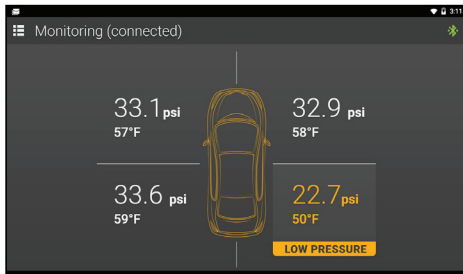 3:11
Monitoring (connected)
33.1 psi
57°F
32.9 psi
58°F
33.6 psi
59°F
22.7 psi
50°F
LOW PRESSURE